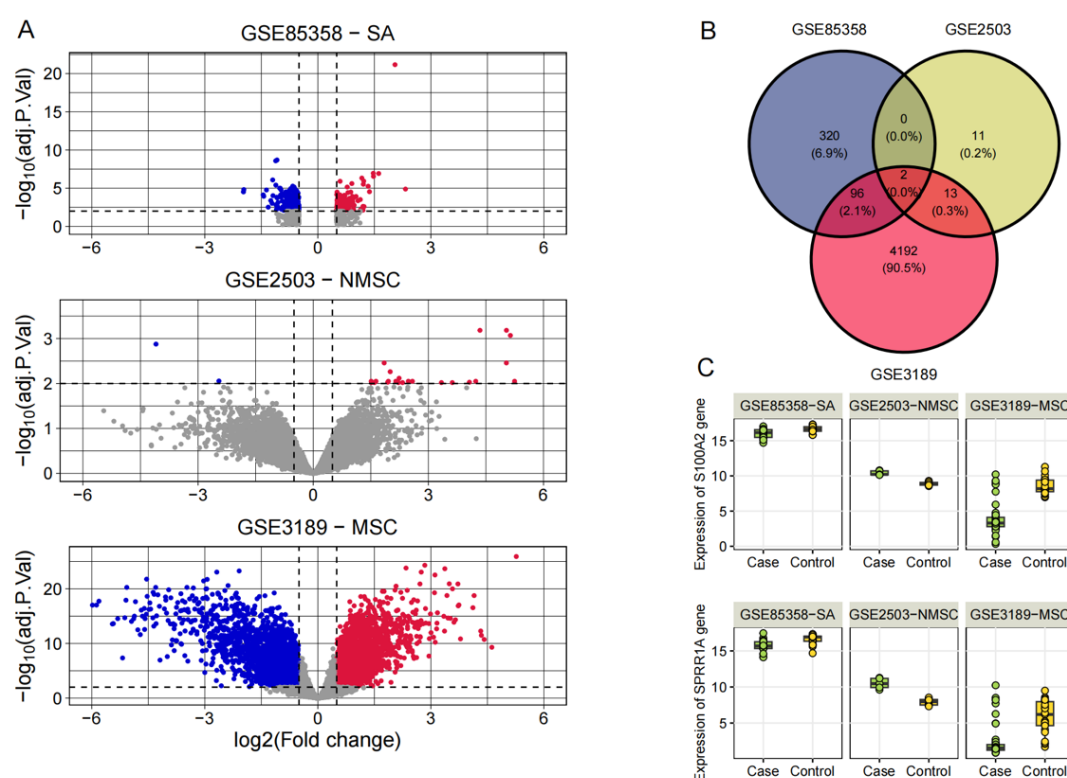 A
GSE85358 − SA
−log10(adj.P.Val)
20
15
10
5
0
−6 −3 0 3 6
GSE2503 − NMSC
−log10(adj.P.Val)
3
2
1
0
−6 −3 0 3 6
GSE3189 − MSC
−log10(adj.P.Val)
20
10
0
−6 −3 0 3 6
log2(Fold change)
B
GSE85358 GSE2503
320
(6.9%)
0
(0.0%)
11
(0.2%)
2
(0.0%)
96
(2.1%)
13
(0.3%)
4192
(90.5%)
GSE3189
C
GSE85358−SA GSE2503−NMSC GSE3189−MSC
Expression of S100A2 gene
15
10
5
0
Case Control Case Control Case Control
GSE85358−SA GSE2503−NMSC GSE3189−MSC
Expression of SPRR1A gene
15
10
5
Case Control Case Control Case Control